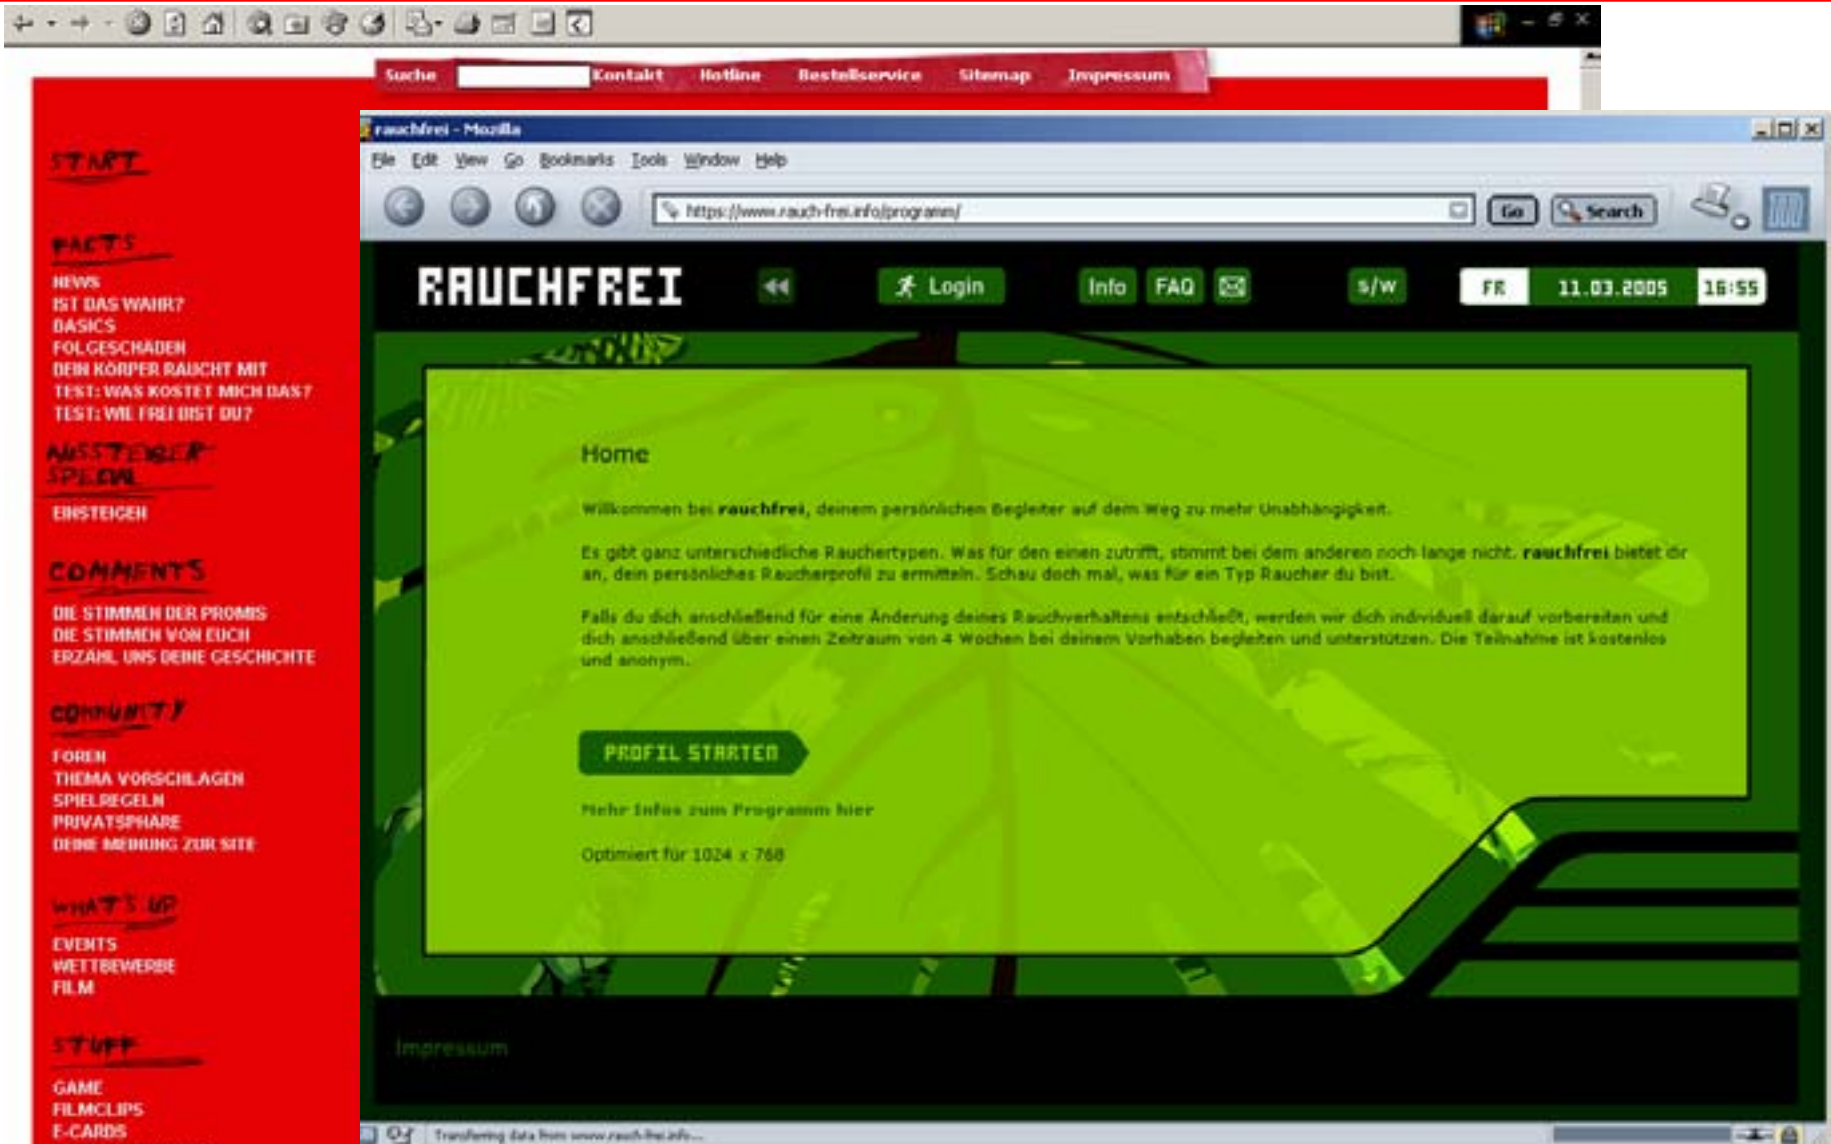 Suche Kontakt Hotline Bestellservice Sitemap Impressum
START
FACTS
NEWS
IST DAS WAHR?
BASICS
FOLGESCHÄDEN
DEIN KÖRPER RAUCHT MIT
TEST: WAS KOSTET MICH DAS?
TEST: WIE FREI BIST DU?
AUSSTEIGER-
SPECIAL
EINSTEIGEN
COMMENTS
DIE STIMMEN DER PROMIS
DIE STIMMEN VON EUCH
ERZÄHL UNS DEINE GESCHICHTE
COMMUNITY
FOREN
THEMA VORSCHLAGEN
SPIELREGELN
PRIVATSPHÄRE
DEINE MEINUNG ZUR SITE
WHAT'S UP
EVENTS
WETTBEWERBE
FILM
STUFF
GAME
FILMCLIPS
E-CARDS
rauchfrei - Mozilla
File Edit View Go Bookmarks Tools Window Help
https://www.rauch-frei.info/programm/ Go Search
RAUCHFREI Login Info FAQ s/w FR 11.03.2005 16:55
Home
Willkommen bei rauchfrei, deinem persönlichen Begleiter auf dem Weg zu mehr Unabhängigkeit.
Es gibt ganz unterschiedliche Rauchertypen. Was für den einen zutrifft, stimmt bei dem anderen noch lange nicht. rauchfrei bietet dir
an, dein persönliches Raucherprofil zu ermitteln. Schau doch mal, was für ein Typ Raucher du bist.
Falls du dich anschließend für eine Änderung deines Rauchverhaltens entschließt, werden wir dich individuell darauf vorbereiten und
dich anschließend über einen Zeitraum von 4 Wochen bei deinem Vorhaben begleiten und unterstützen. Die Teilnahme ist kostenlos
und anonym.
PROFIL STARTEN
Mehr Infos zum Programm hier
Optimiert für 1024 x 768
Impressum
Transfering data from www.rauch-frei.info...